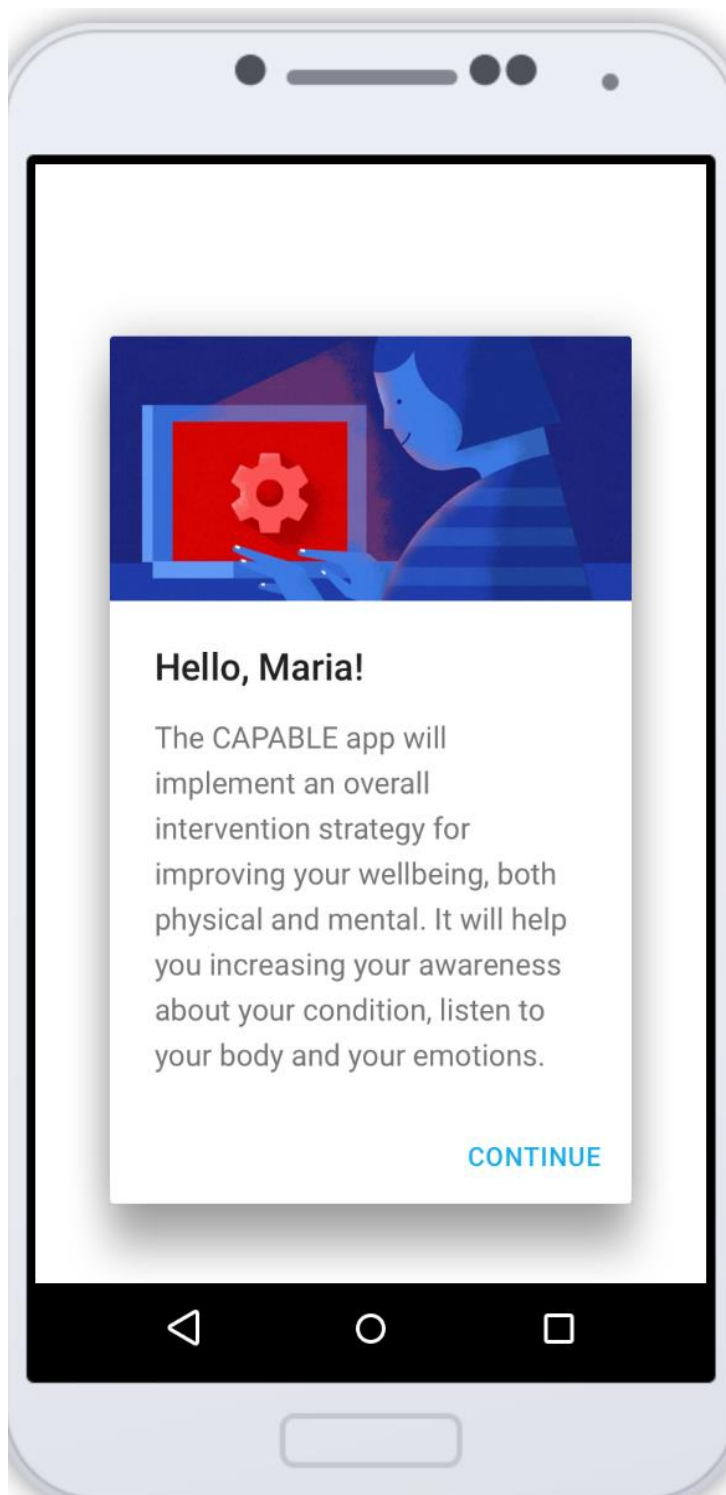 Hello, Maria!
The CAPABLE app will
implement an overall
intervention strategy for
improving your wellbeing, both
physical and mental. It will help
you increasing your awareness
about your condition, listen to
your body and your emotions.
CONTINUE